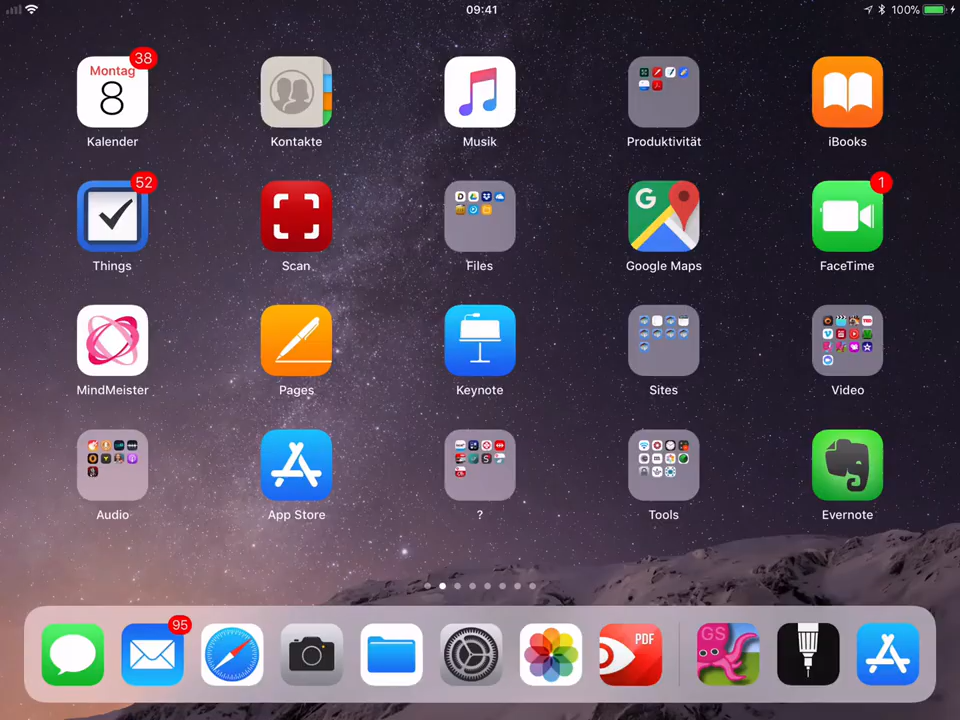 09:41
100%
38
Montag
8
Kalender
Kontakte
Musik
Produktivität
iBooks
52
1
G
Things
Scan
Files
Google Maps
FaceTime
MindMeister
Pages
Keynote
Sites
Video
Audio
App Store
?
Tools
Evernote
95
PDF
GS